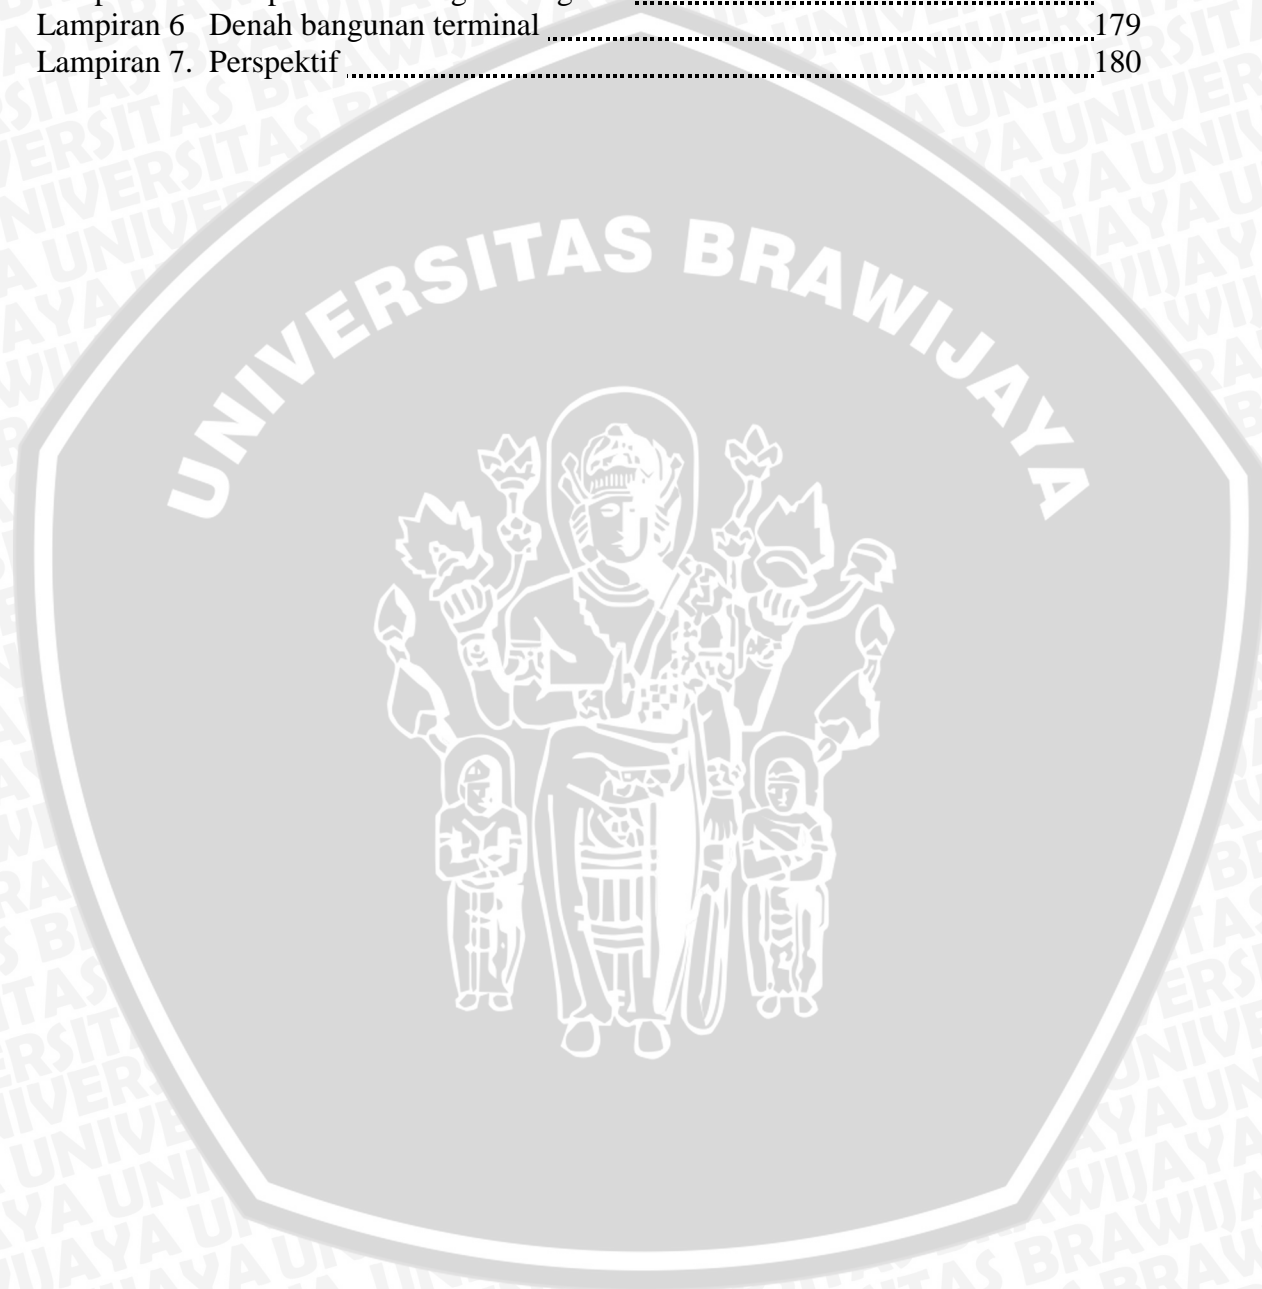 Lampiran 6 Denah bangunan terminal ........ 179
Lampiran 7. Perspektif ........ 180
UNIVERSITAS BRAWIJAYA